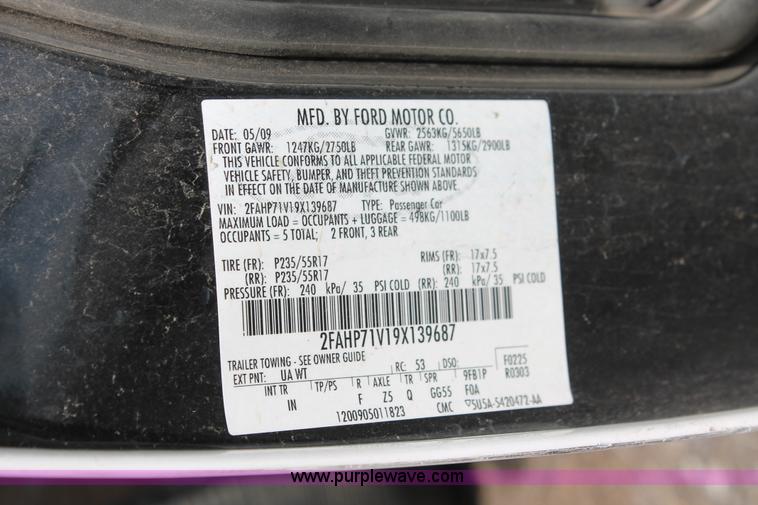 MFD. BY FORD MOTOR CO.
DATE: 05/09 GVWR: 2563KG/5650LB
FRONT GAWR: 1247KG/2750LB REAR GAWR: 1315KG/2900LB
THIS VEHICLE CONFORMS TO ALL APPLICABLE FEDERAL MOTOR
VEHICLE SAFETY, BUMPER, AND THEFT PREVENTION STANDARDS
IN EFFECT ON THE DATE OF MANUFACTURE SHOWN ABOVE.
VIN: 2FAHP71V19X139687 TYPE: Passenger Car
MAXIMUM LOAD = OCCUPANTS + LUGGAGE = 498KG/1100LB
OCCUPANTS = 5 TOTAL: 2 FRONT, 3 REAR
TIRE (FR): P235/55R17 RIMS (FR): 17x7.5
(RR): P235/55R17 (RR): 17x7.5
PRESSURE (FR): 240 kPa/ 35 PSI COLD (RR): 240 kPa/ 35 PSI COLD
2FAHP71V19X139687
TRAILER TOWING - SEE OWNER GUIDE
EXT PNT: UA WT RC: 53 DSO: F0225
INT TR TP/PS R AXLE TR SPR 9FB1P R0303
IN F Z5 Q GG55 FOA
1200905011823 CMC ▽5U5A-5420472-AA
www.purplewave.com